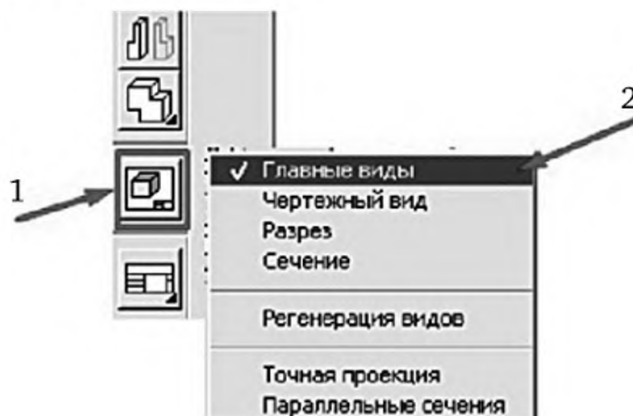 1
2
✓ Главные виды
Чертежный вид
Разрез
Сечение
Регенерация видов
Точная проекция
Параллельные сечения